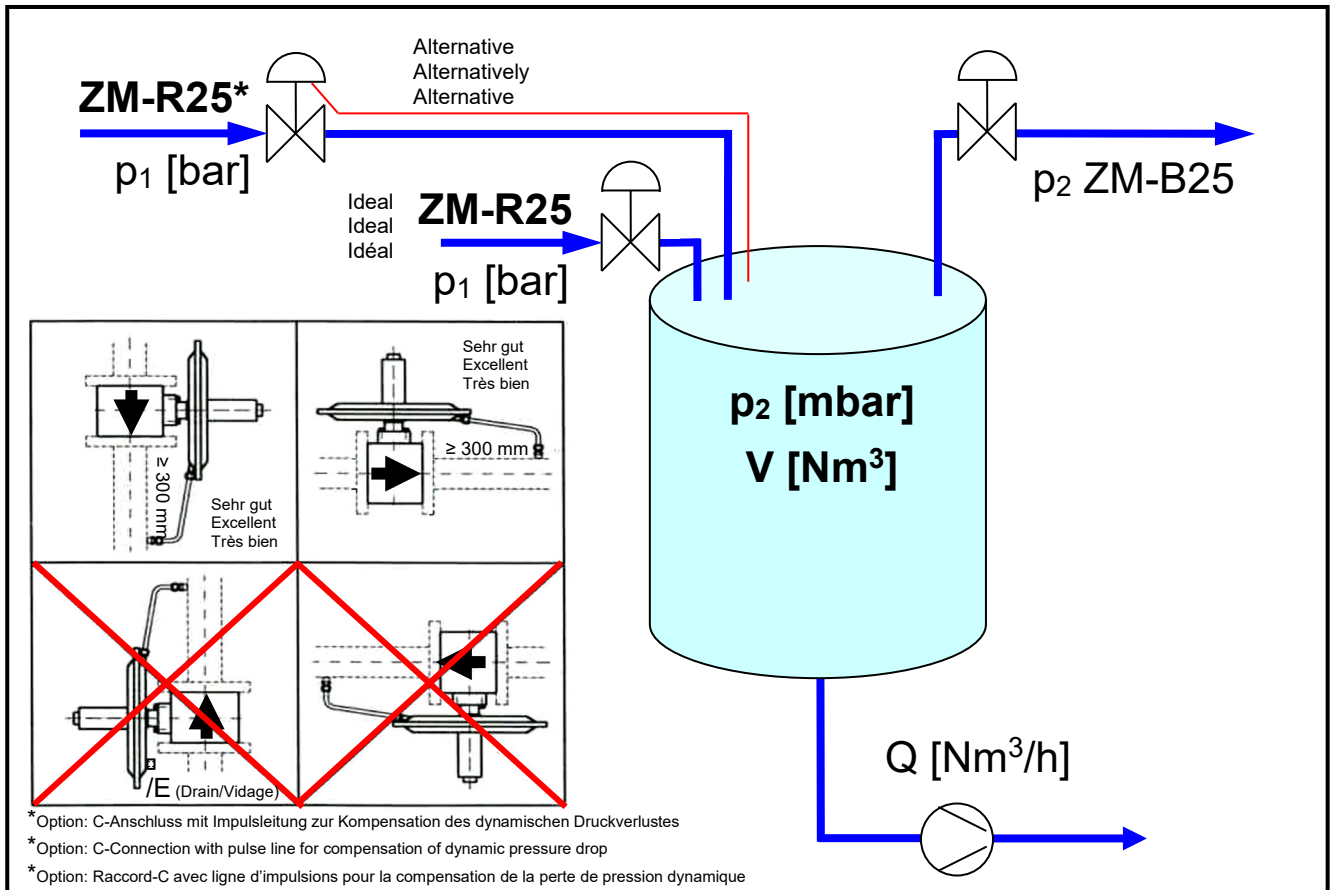 Alternative
Alternatively
Alternative
ZM-R25*
p₁ [bar]
p₂ ZM-B25
Ideal
Ideal
Idéal
ZM-R25
p₁ [bar]
p₂ [mbar]
V [Nm³]
≥ 300 mm
Sehr gut
Excellent
Très bien
Sehr gut
Excellent
Très bien
≥ 300 mm
/E (Drain/Vidage)
Q [Nm³/h]
*Option: C-Anschluss mit Impulsleitung zur Kompensation des dynamischen Druckverlustes
*Option: C-Connection with pulse line for compensation of dynamic pressure drop
*Option: Raccord-C avec ligne d'impulsions pour la compensation de la perte de pression dynamique